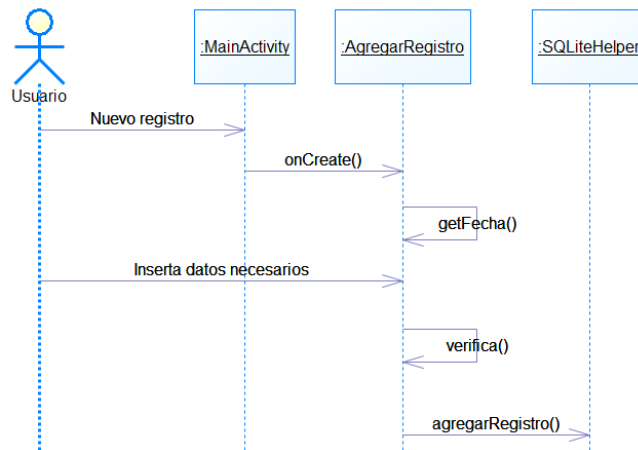 :MainActivity
:AgregarRegistro
:SQLiteHelper
Usuario
Nuevo registro
onCreate()
getFecha()
Inserta datos necesarios
verifica()
agregarRegistro()